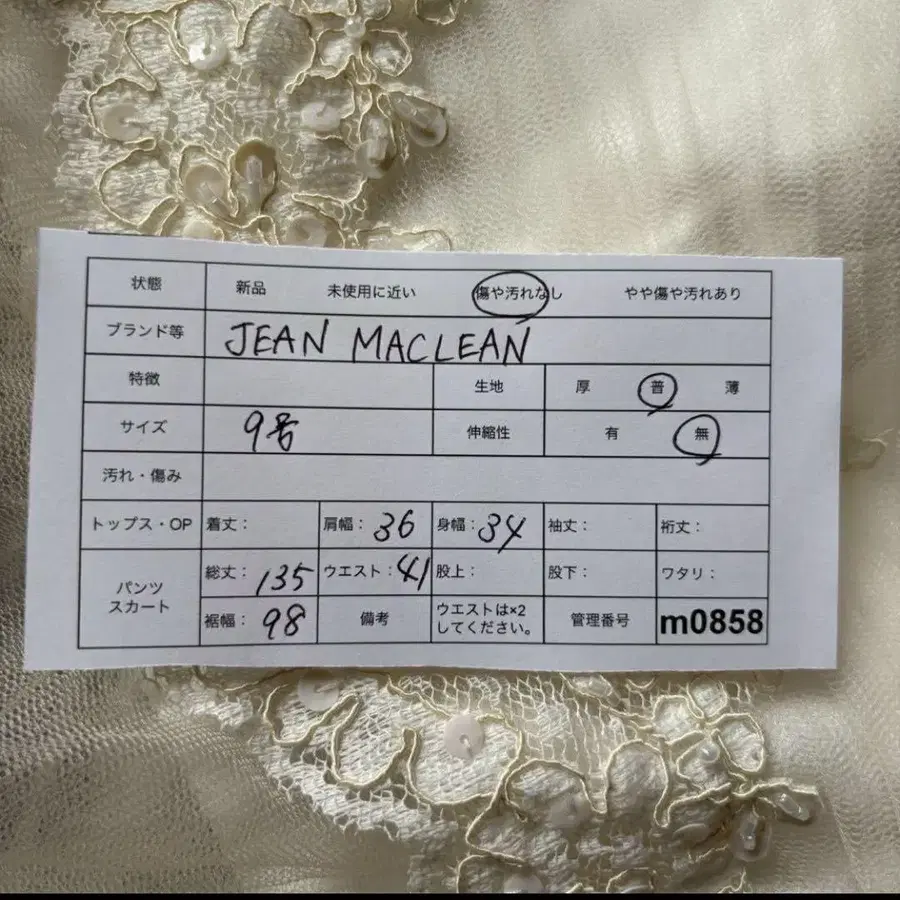 状態 新品 未使用に近い 傷や汚れなし やや傷や汚れあり
ブランド等 JEAN MACLEAN
特徴 生地 厚 普 薄
サイズ 9号 伸縮性 有 無
汚れ・傷み
トップス・OP 着丈： 肩幅：36 身幅：34 袖丈： 裄丈：
パンツ
スカート
総丈：135 ウエスト：41 股上： 股下： ワタリ：
裾幅：98 備考 ウエストは×2
してください。 管理番号 m0858